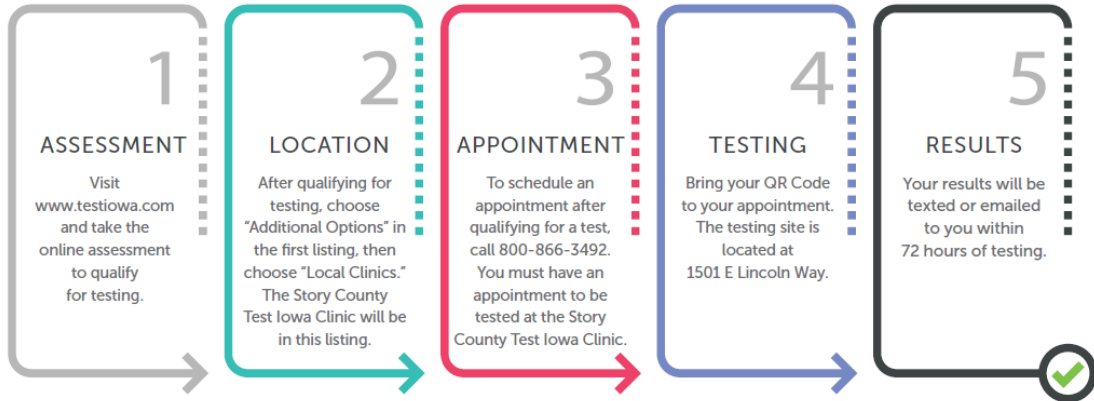 1
ASSESSMENT
Visit
www.testiowa.com
and take the
online assessment
to qualify
for testing.
2
LOCATION
After qualifying for
testing, choose
“Additional Options” in
the first listing, then
choose “Local Clinics.”
The Story County
Test Iowa Clinic will be
in this listing.
3
APPOINTMENT
To schedule an
appointment after
qualifying for a test,
call 800-866-3492.
You must have an
appointment to be
tested at the Story
County Test Iowa Clinic.
4
TESTING
Bring your QR Code
to your appointment.
The testing site is
located at
1501 E Lincoln Way.
5
RESULTS
Your results will be
texted or emailed
to you within
72 hours of testing.